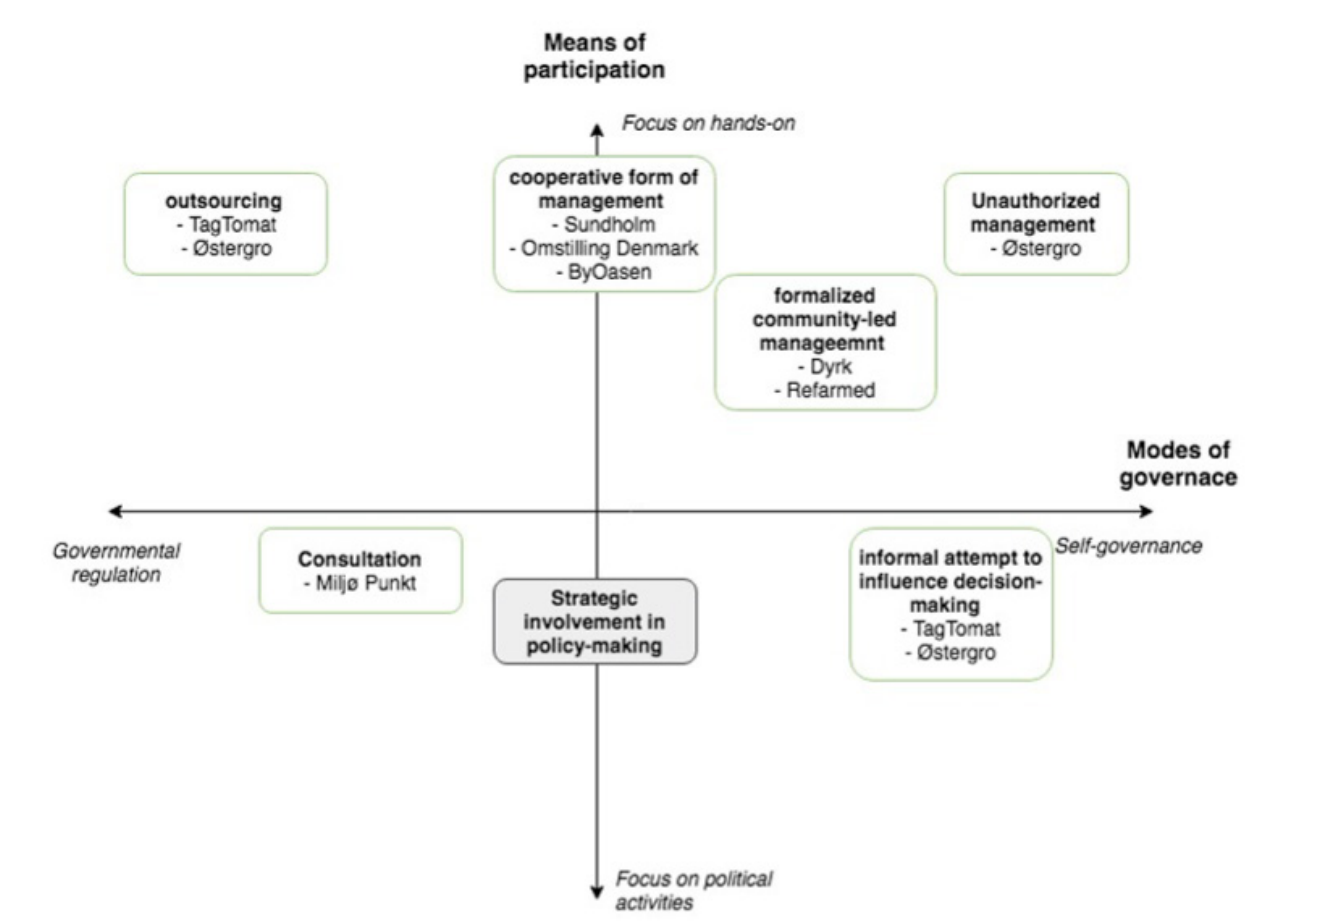 Means of
participation
Focus on hands-on
outsourcing
- TagTomat
- Østergro
cooperative form of
management
- Sundholm
- Omstilling Denmark
- ByOasen
Unauthorized
management
- Østergro
formalized
community-led
manageemnt
- Dyrk
- Refarmed
Modes of
governace
Governmental
regulation
Self-governance
Consultation
- Miljø Punkt
Strategic
involvement in
policy-making
informal attempt to
influence decision-
making
- TagTomat
- Østergro
Focus on political
activities